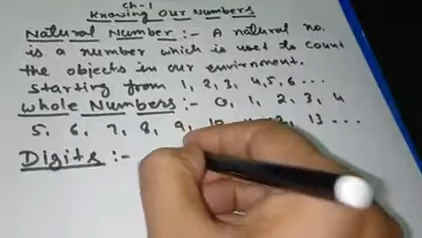 Ch-1
Knowing Our Numbers
Natural Number :- A natural no.
is a number which is used to count
the objects in our envirnment.
Starting from 1, 2, 3, 4, 5, 6 ...
Whole Numbers :- 0, 1, 2, 3, 4
5, 6, 7, 8, 9, 13 ...
Digits :-